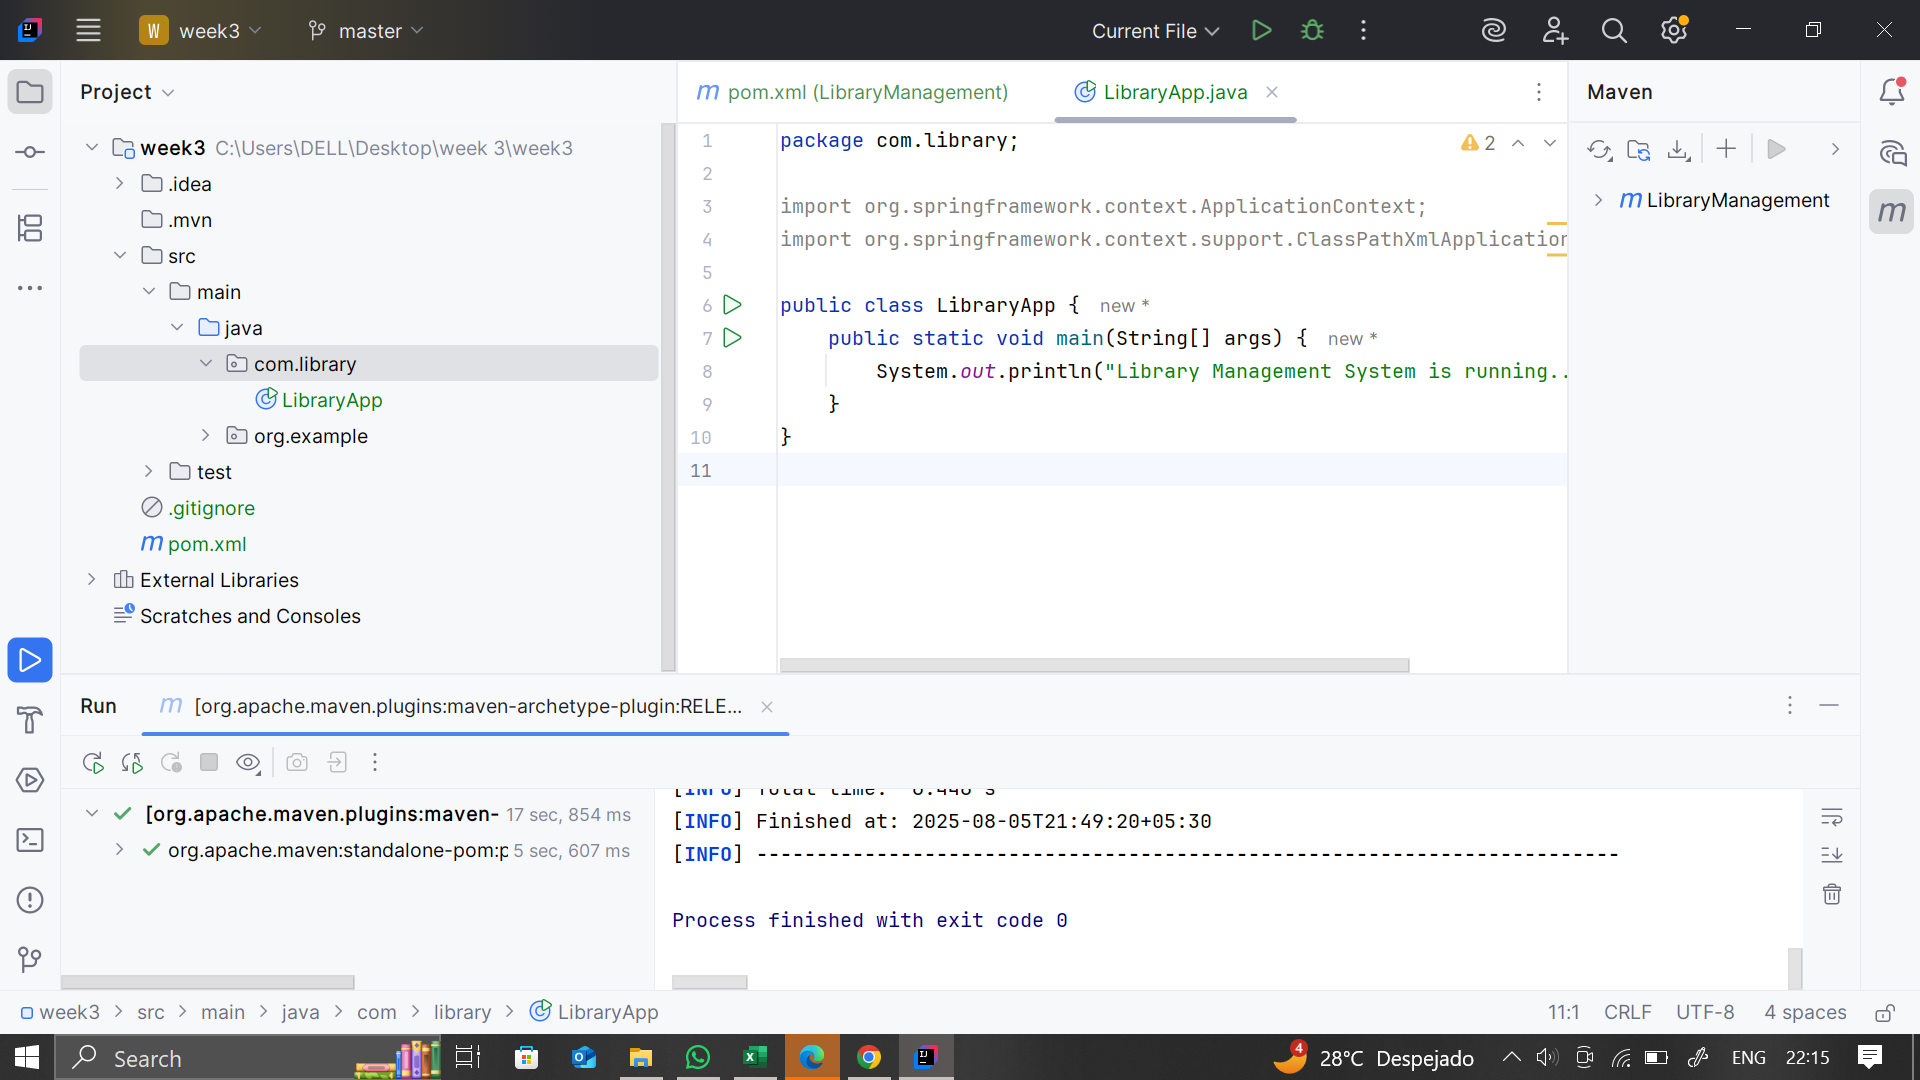 W week3 master Current File
Project
week3 C:\Users\DELL\Desktop\week 3\week3
.idea
.mvn
src
main
java
com.library
LibraryApp
org.example
test
.gitignore
m pom.xml
External Libraries
Scratches and Consoles
m pom.xml (LibraryManagement) LibraryApp.java
2
1 package com.library;
2
3 import org.springframework.context.ApplicationContext;
4 import org.springframework.context.support.ClassPathXmlApplication
5
6 public class LibraryApp { new *
7 public static void main(String[] args) { new *
8 System.out.println("Library Management System is running..
9 }
10 }
11
Maven
m LibraryManagement
m
Run m [org.apache.maven.plugins:maven-archetype-plugin:RELE...
[org.apache.maven.plugins:maven- 17 sec, 854 ms
org.apache.maven:standalone-pom:p 5 sec, 607 ms
[INFO] Total time:
[INFO] Finished at: 2025-08-05T21:49:20+05:30
[INFO] ------------------------------------------------------------------------
Process finished with exit code 0
week3 > src > main > java > com > library > LibraryApp
11:1 CRLF UTF-8 4 spaces
Search
4 28°C Despejado ENG 22:15